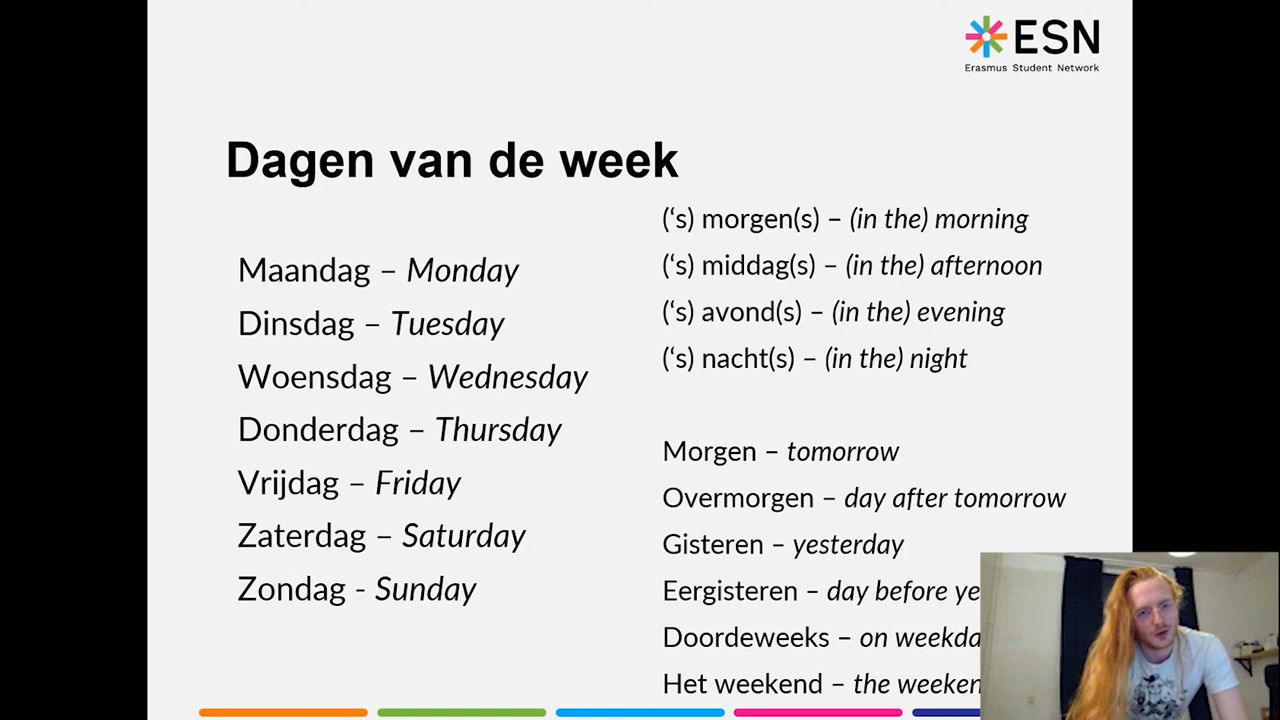 ESN
Erasmus Student Network
Dagen van de week
Maandag – Monday
Dinsdag – Tuesday
Woensdag – Wednesday
Donderdag – Thursday
Vrijdag – Friday
Zaterdag – Saturday
Zondag - Sunday
(‘s) morgen(s) – (in the) morning
(‘s) middag(s) – (in the) afternoon
(‘s) avond(s) – (in the) evening
(‘s) nacht(s) – (in the) night
Morgen – tomorrow
Overmorgen – day after tomorrow
Gisteren – yesterday
Eergisteren – day before
Doordeweeks – on
Het weekend – the